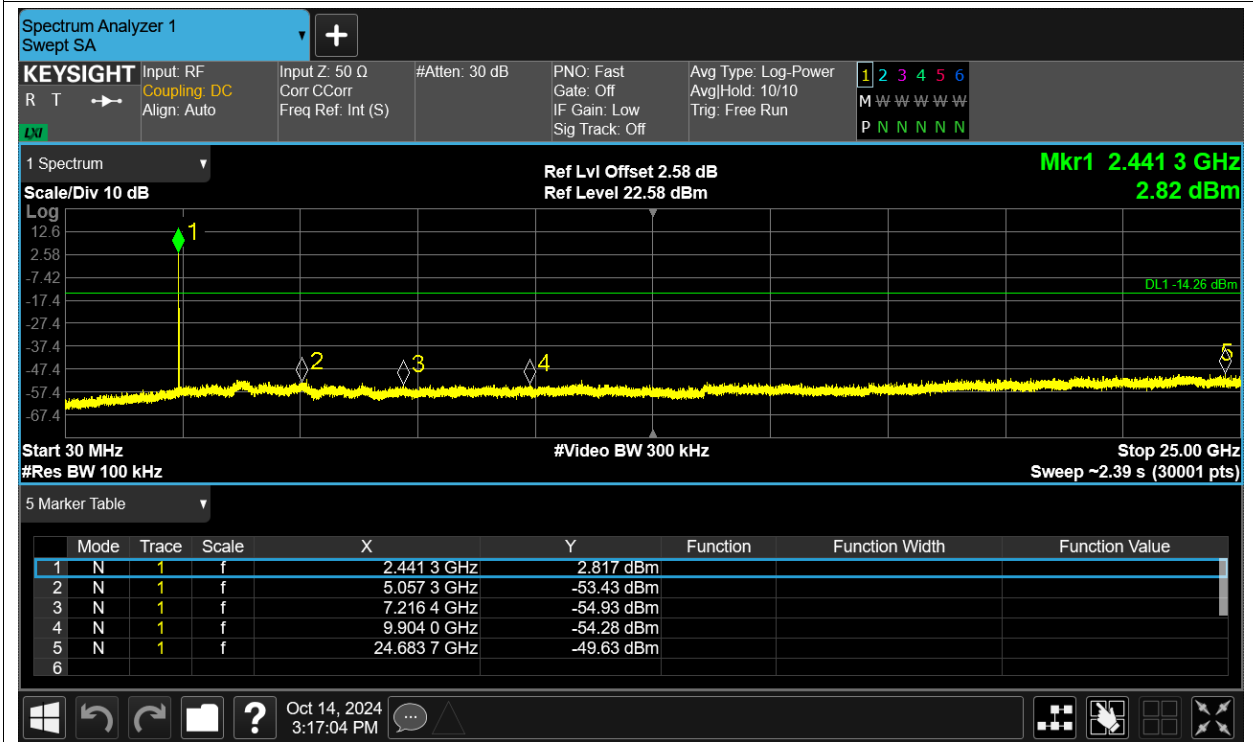 Spectrum Analyzer 1
Swept SA
+
KEYSIGHT
R T
LXI
Input: RF
Coupling: DC
Align: Auto
Input Z: 50 Ω
Corr CCorr
Freq Ref: Int (S)
#Atten: 30 dB
PNO: Fast
Gate: Off
IF Gain: Low
Sig Track: Off
Avg Type: Log-Power
Avg|Hold: 10/10
Trig: Free Run
1 2 3 4 5 6
M W W W W W
P N N N N N
1 Spectrum
Scale/Div 10 dB
Ref Lvl Offset 2.58 dB
Ref Level 22.58 dBm
Mkr1 2.441 3 GHz
2.82 dBm
Log
12.6
2.58
-7.42
-17.4
-27.4
-37.4
-47.4
-57.4
-67.4
1
DL1 -14.26 dBm
2
3
4
5
Start 30 MHz
#Res BW 100 kHz
#Video BW 300 kHz
Stop 25.00 GHz
Sweep ~2.39 s (30001 pts)
5 Marker Table
Mode Trace Scale X Y Function Function Width Function Value
1 N 1 f 2.441 3 GHz 2.817 dBm
2 N 1 f 5.057 3 GHz -53.43 dBm
3 N 1 f 7.216 4 GHz -54.93 dBm
4 N 1 f 9.904 0 GHz -54.28 dBm
5 N 1 f 24.683 7 GHz -49.63 dBm
6
?
Oct 14, 2024
3:17:04 PM